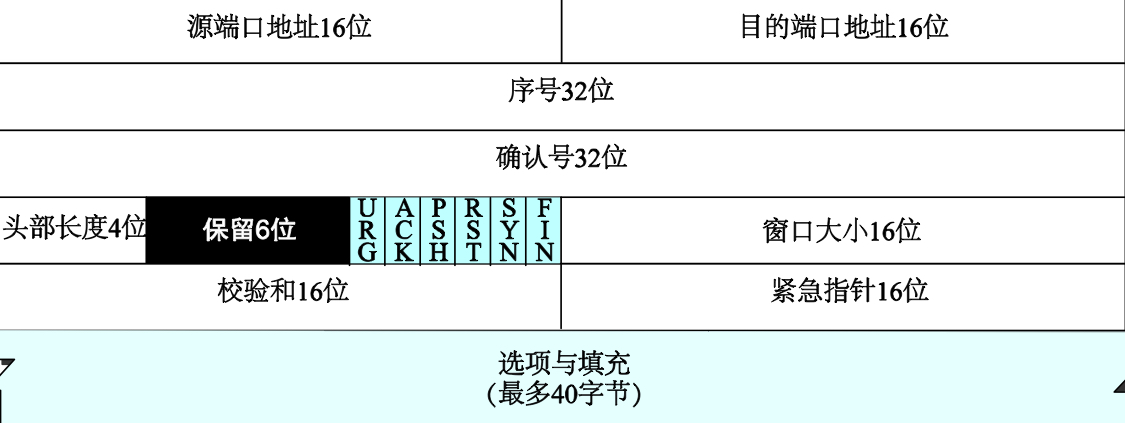 源端口地址16位
目的端口地址16位
序号32位
确认号32位
头部长度4位
保留6位
URG
ACK
PSH
RST
SYN
FIN
窗口大小16位
校验和16位
紧急指针16位
选项与填充
(最多40字节)